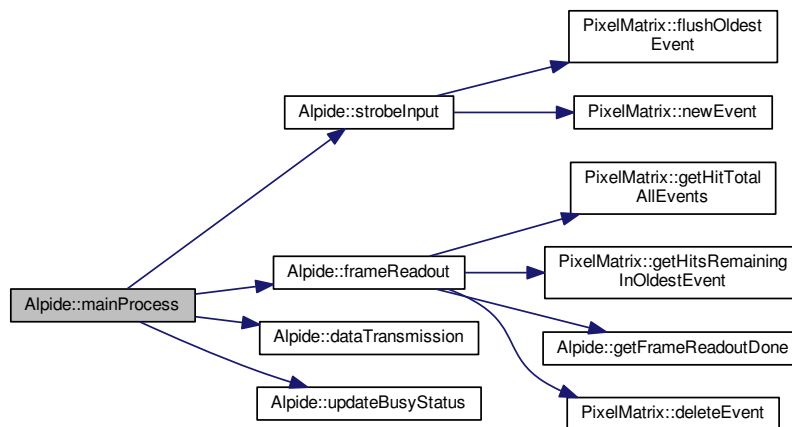 PixelMatrix::flushOldest
Event
Alpide::strobeInput
PixelMatrix::newEvent
PixelMatrix::getHitTotal
AllEvents
Alpide::frameReadout
PixelMatrix::getHitsRemaining
InOldestEvent
Alpide::mainProcess
Alpide::dataTransmission
Alpide::getFrameReadoutDone
Alpide::updateBusyStatus
PixelMatrix::deleteEvent